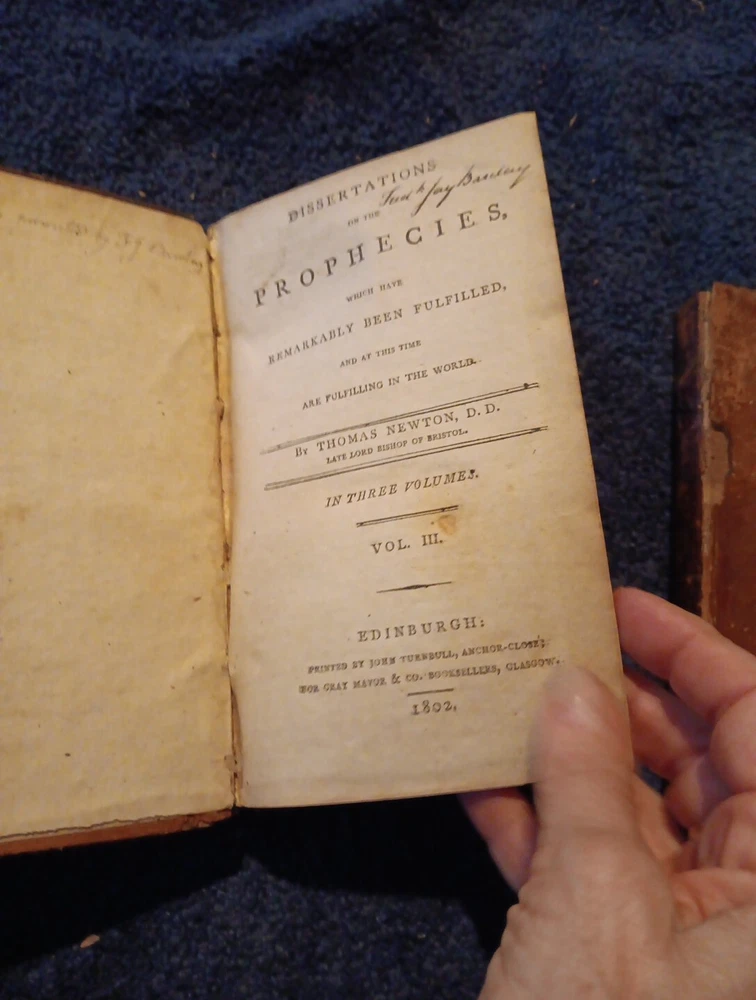 by
DISSERTATIONS
Jay
ON THE
PROPHECIES,
WHICH HAVE
REMARKABLY BEEN FULFILLED,
AND AT THIS TIME
ARE FULFILLING IN THE WORLD.
BY THOMAS NEWTON, D. D.
LATE LORD BISHOP OF BRISTOL.
IN THREE VOLUMES.
VOL. III.
EDINBURGH:
PRINTED BY JOHN TURNBULL, ANCHOR-CLOSE;
FOR GRAY MAVOR & CO. BOOKSELLERS, GLASGOW.
1802.